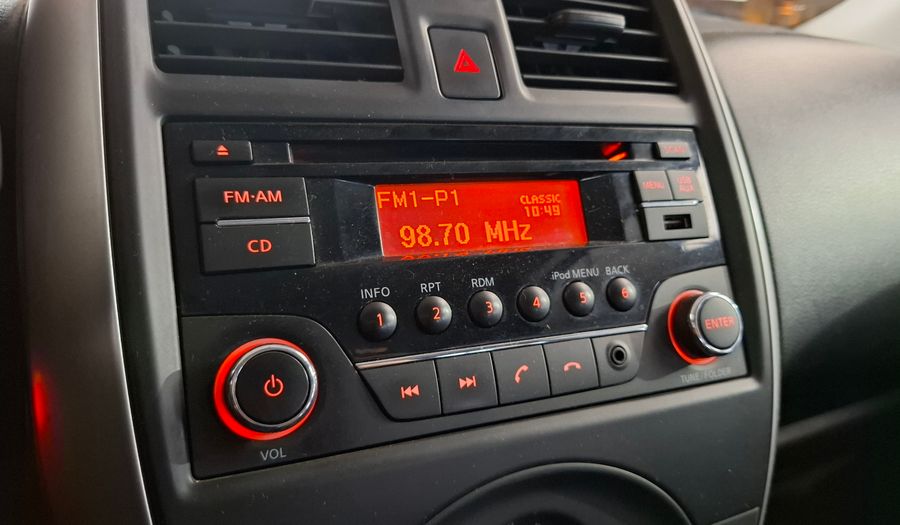 FM·AM
CD
FM1-P1
CLASSIC
10:49
98.70 MHz
SCAN
MENU
USB
AUX
INFO
RPT
RDM
iPod MENU
BACK
1
2
3
4
5
6
VOL
ENTER
TUNE / FOLDER